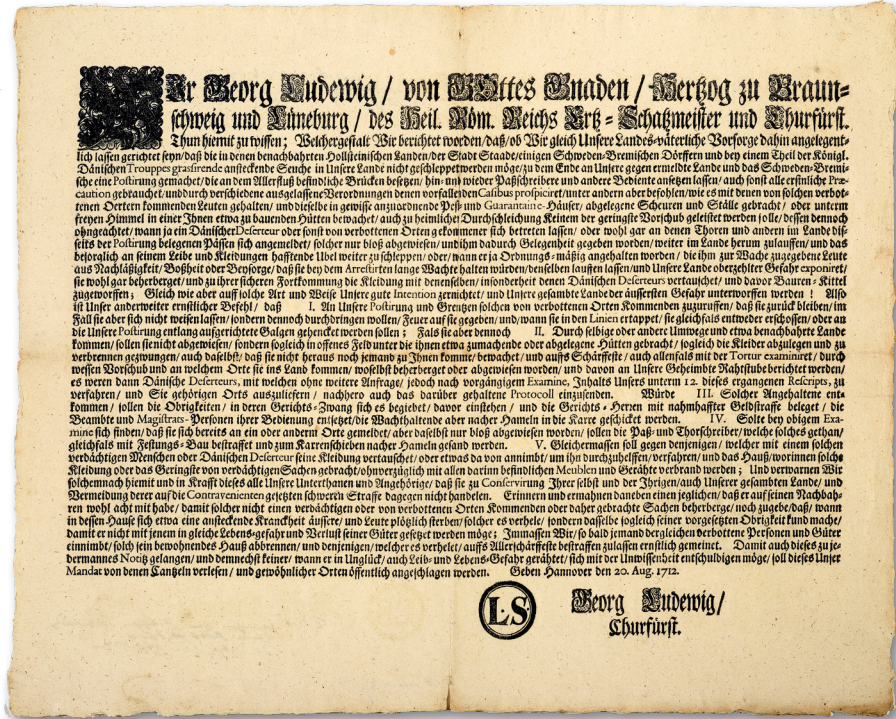 WIr Georg Ludewig / von GOttes Gnaden / Hertzog zu Braun-
schweig und Lüneburg / des Heil. Röm. Reichs Ertz-Schatzmeister und Churfürst.
Thun hiemit zu wissen; Welchergestalt Wir berichtet worden/daß/ob Wir gleich Unsere Landes-väterliche Vorsorge dahin angelegent-
lich lassen gerichtet seyn/daß die in denen benachbahrten Hollsteinischen Landen/der Stadt Staade/einigen Schweden-Bremischen Dörffern und bey einem Theil der Königl.
Dänischen Trouppes grassirende ansteckende Seuche in Unsere Lande nicht geschleppet werden möge/zu dem Ende an Unsere gegen ermeldte Lande und das Schweden-Bremi-
sche eine Postirung gemachet/die an dem Allerfluß befindliche Brücken besetzen/hin-und wieder Paßschreibere und andere Bediente ansetzen lassen/auch sonst alle ersinliche Præ-
caution gebrauchet/und durch verschiedene ausgelassene Verordnungen denen vorfallenden Casibus prospiciret/unter andern aber befohlen/wie es mit denen von solchen verbot-
tenen Oertern kommenden Leuten gehalten/und dieselbe in gewisse anzuordnende Pest- und Guarantaine-Häuser/abgelegene Scheuren und Ställe gebracht/oder unterm
freyen Himmel in einer Ihnen etwa zu bauenden Hütten bewachet/auch zu heimlicher Durchschleichung Keinem der geringste Vorschub geleistet werden solle/dessen dennoch
ohngeachtet/wann ja ein Dänischer Deserteur oder sonst von verbottenen Orten gekommener sich betreten lassen/oder wohl gar an denen Thoren und andern im Lande dis-
seits der Postirung belegenen Pässen sich angemeldet/solcher nur bloß abgewiesen/und ihm dadurch Gelegenheit gegeben worden/weiter im Lande herum zulauffen/und das
besorglich an seinem Leibe und Kleidungen hafftende Ubel weiter zu schleppen/oder/wann er ja Ordnungs-mäßig angehalten worden/die ihm zur Wache zugegebene Leute
aus Nachläßigkeit/Boßheit oder Beysorge/daß sie bey dem Arrestirten lange Wachte halten würden/denselben lauffen lassen/und Unsere Lande oberzehlter Gefahr exponiret/
sie wohl gar beherberget/und zu ihrer sicheren Fortkommung die Kleidung mit denenselben/insonderheit denen Dänischen Deserteurs vertauschet/und davor Bauren-Kittel
zugeworffen; Gleich wie aber auff solche Art und Weise Unsere gute Intention zernichtet/und Unsere gesambte Lande der äussersten Gefahr unterworffen werden! Also
ist Unser anderweiter ernstlicher Befehl/daß I. An Unsere Postirung und Grentzen solchen von verbottenen Orten Kommenden zuzuruffen/daß sie zurück bleiben/im
Fall sie aber sich nicht weisen lassen/sondern dennoch durchdringen wollen/Feuer auf sie gegeben/und/wann sie in den Linien ertappet/sie gleichfals entweder erschossen/oder an
die Unsere Postirung entlang aufgerichtete Galgen gehencket werden sollen; Fals sie aber dennoch II. Durch selbige oder andere Umwege und etwa benachbahrte Lande
kommen/sollen sie nicht abgewiesen/sondern sogleich in offenes Feld unter die ihnen etwa zumachende oder abgelegene Hütten gebracht/sogleich die Kleider abzulegen und zu
verbrennen gezwungen/auch daselbst/daß sie nicht heraus noch jemand zu Ihnen komme/bewachet/und auffs Schärffeste/auch allenfals mit der Tortur examiniret/durch
wessen Vorschub und an welchem Orte sie ins Land kommen/woselbst beherberget oder abgewiesen worden/und davon an Unsere Geheimbte Rahtstube berichtet werden/
es weren dann Dänische Deserteurs, mit welchen ohne weitere Anfrage/jedoch nach vorgängigem Examine, Inhalts Unsers unterm 12. dieses ergangenen Rescripts, zu
verfahren/und Sie gehörigen Orts auszuliefern/nachhero auch das darüber gehaltene Protocoll einzusenden. Würde III. Solcher Angehaltene ent-
kommen/sollen die Obrigkeiten/in deren Gerichts-Zwang sich es begiebet/davor einstehen/und die Gerichts-Herren mit nahmhaffter Geldstraffe beleget/die
Beambte und Magistrats-Personen ihrer Bedienung entsetzet/die Wachthaltende aber nacher Hameln in die Karre geschicket werden. IV. Solte bey obigem Exa-
mine sich finden/daß sie sich bereits an ein oder andern Orte gemeldet/aber daselbst nur bloß abgewiesen worden/sollen die Paß-und Thorschreiber/welche solches gethan/
gleichfals mit Festungs-Bau bestraffet und zum Karrenschieben nacher Hameln gesand werden. V. Gleichermassen soll gegen denjenigen/welcher mit einem solchen
verdächtigen Menschen oder Dänischen Deserteur seine Kleidung vertauschet/oder etwas davon annimbt/um ihn durchzuhelffen/verfahren/und das Hauß/worinnen solche
Kleidung oder das Geringste von verdächtigen Sachen gebracht/ohnverzüglich mit allen darinn befindlichen Meublen und Gerähte verbrand werden; Und verwarnen Wir
solchemnach hiemit und in Krafft dieses alle Unsere Unterthanen und Angehörige/daß sie zu Conservirung Ihrer selbst und der Ihrigen/auch Unserer gesambten Lande/und
Vermeidung derer auf die Contravenienten gesetzten schweren Straffe dagegen nicht handelen. Erinnern und ermahnen daneben einen jeglichen/daß er auf seinen Nachbah-
ren wohl acht mit habe/damit solcher nicht einen verdächtigen oder von verbottenen Orten Kommenden oder daher gebrachte Sachen beherberge/noch zugebe/daß/wann
in dessen Hause sich etwa eine ansteckende Kranckheit äussere/und Leute plötzlich sterben/solcher es verhele/sondern dasselbe sogleich seiner vorgesetzten Obrigkeit kund mache/
damit er nicht mit jenem in gleiche Lebens-gefahr und Verlust seiner Güter gesetzet werden möge; Immassen Wir/so bald jemand dergleichen verbottene Personen und Güter
einnimbt/solch sein bewohnendes Hauß abbrennen/und denjenigen/welcher es verhelet/auffs Allerschärffeste bestraffen zulassen ernstlich gemeinet. Damit auch dieses zu je-
dermannes Notitz gelangen/und demnechst keiner/wann er in Unglück/auch Leib-und Lebens-Gefahr gerähtet/sich mit der Unwissenheit entschuldigen möge/soll dieses Unser
Mandat von denen Cantzeln verlesen/und gewöhnlicher Orten öffentlich angeschlagen werden. Geben Hannover den 20. Aug. 1712.
L.S
Georg Ludewig/
Churfürst.